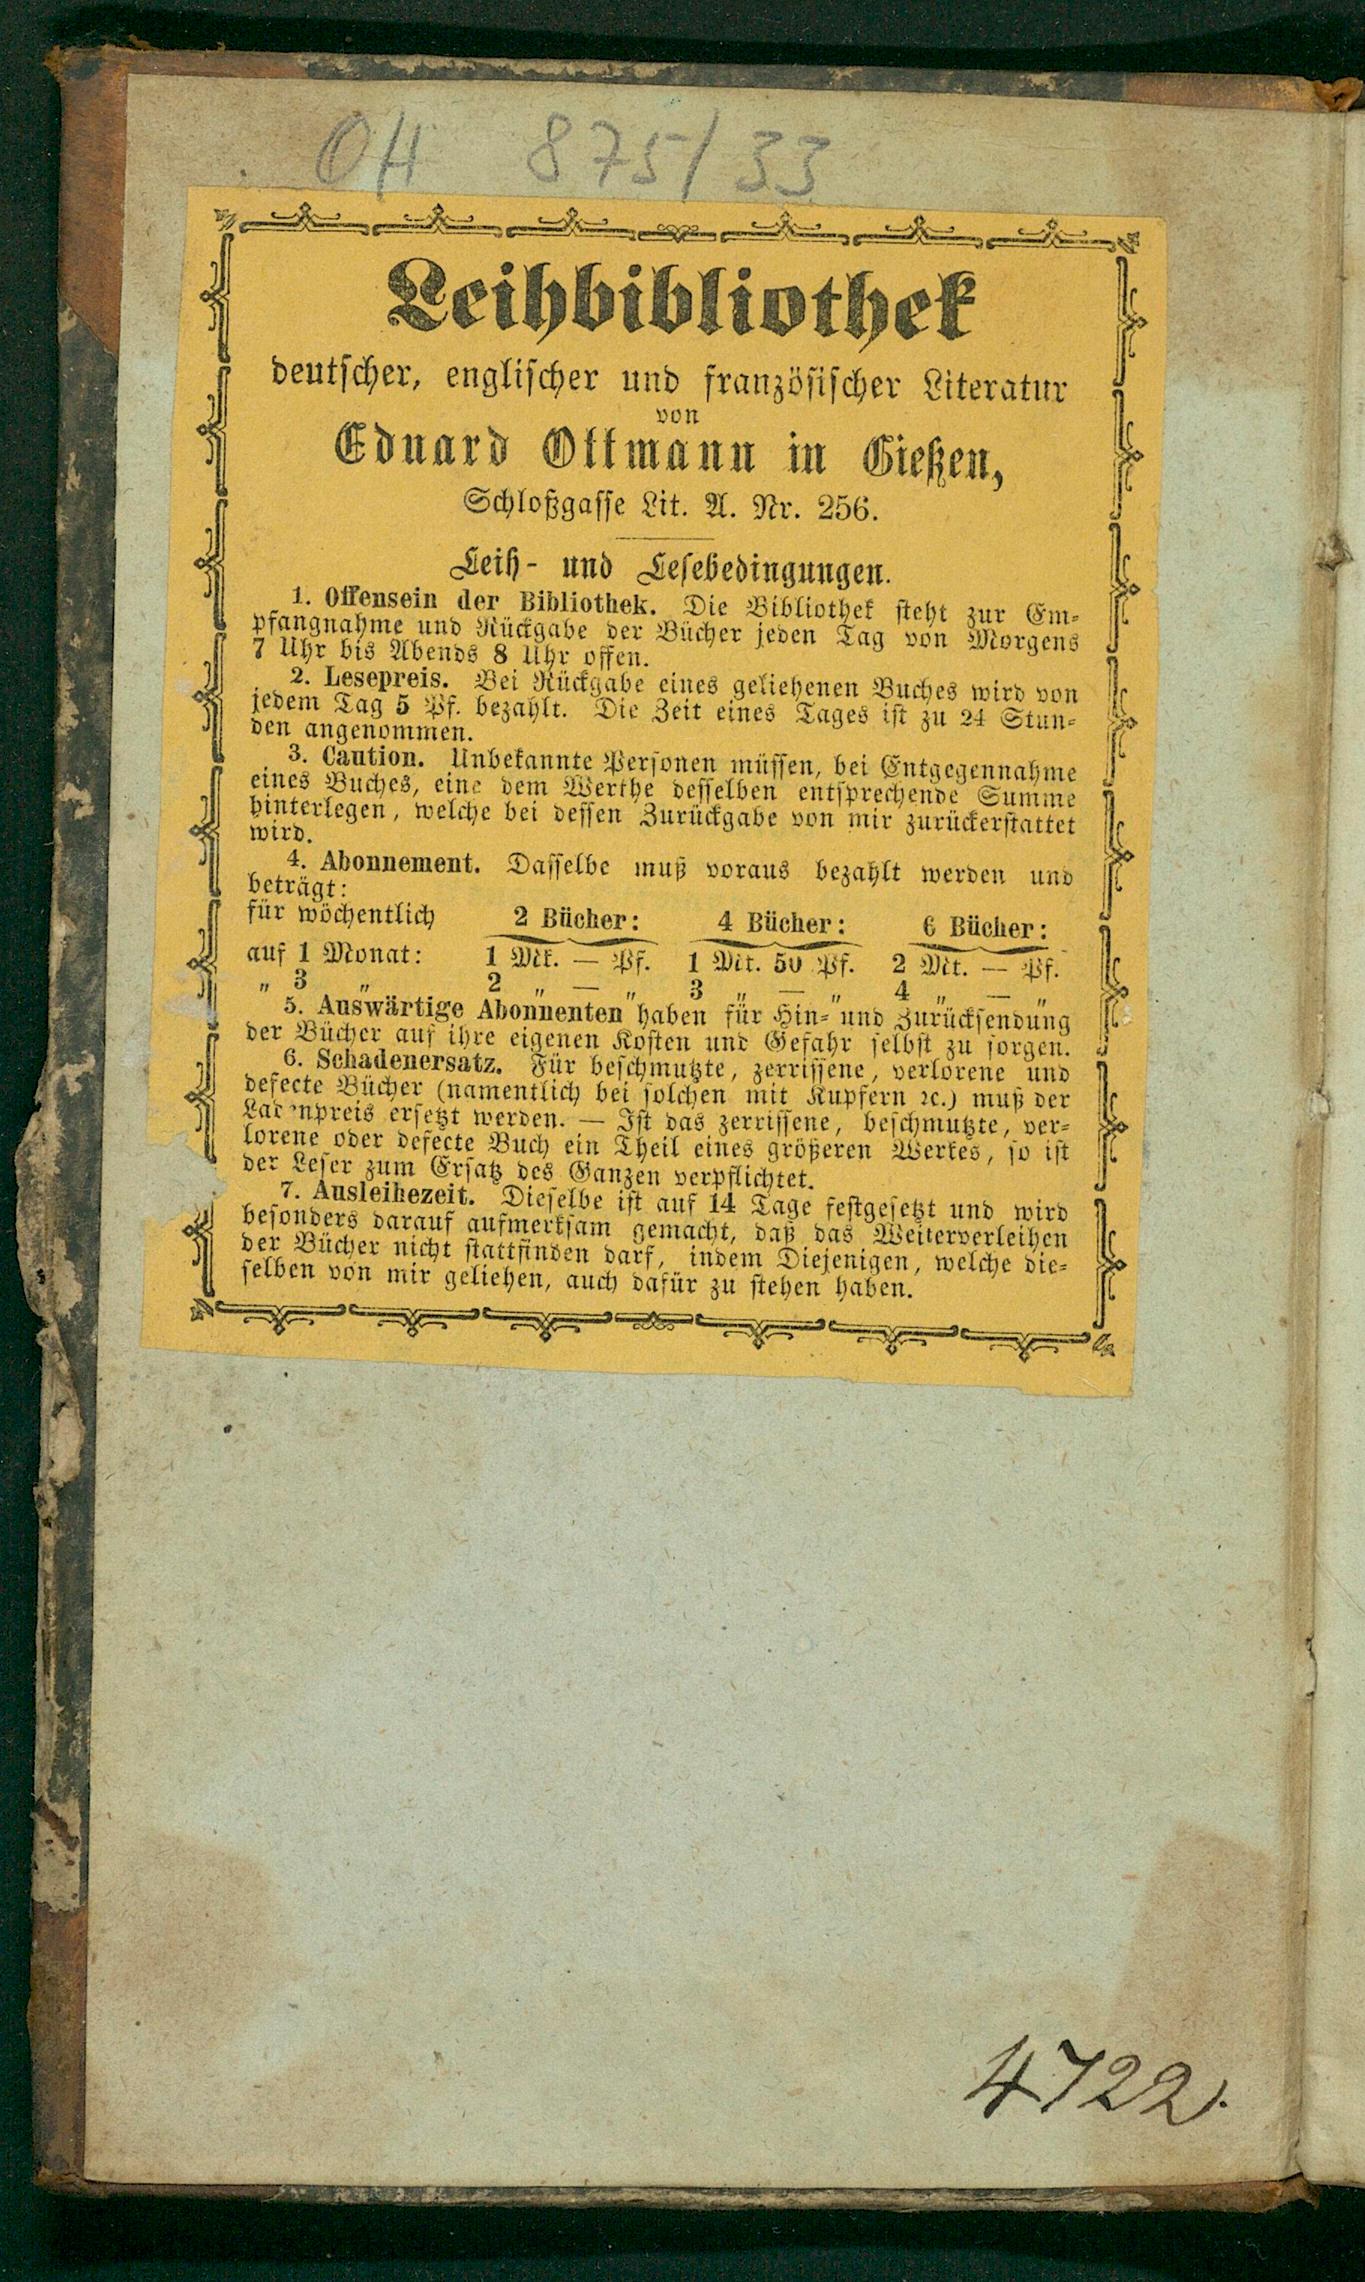 OH 875/33
Leihbibliothek
deutscher, englischer und französischer Literatur
von
Eduard Ottmann in Gießen,
Schloßgasse Lit. A. Nr. 256.
Leih- und Lesebedingungen.
1. Offensein der Bibliothek. Die Bibliothek steht zur Em-
pfangnahme und Rückgabe der Bücher jeden Tag von Morgens
7 Uhr bis Abends 8 Uhr offen.
2. Lesepreis. Bei Rückgabe eines geliehenen Buches wird von
jedem Tag 5 Pf. bezahlt. Die Zeit eines Tages ist zu 24 Stun-
den angenommen.
3. Caution. Unbekannte Personen müssen, bei Entgegennahme
eines Buches, eine dem Werthe desselben entsprechende Summe
hinterlegen, welche bei dessen Zurückgabe von mir zurückerstattet
wird.
4. Abonnement. Dasselbe muß voraus bezahlt werden und
beträgt:
für wöchentlich 2 Bücher: 4 Bücher: 6 Bücher:
auf 1 Monat: 1 Mk. — Pf. 1 Mk. 50 Pf. 2 Mk. — Pf.
„ 3 „ 2 „ — „ 3 „ — „ 4 „ — „
5. Auswärtige Abonnenten haben für Hin- und Zurücksendung
der Bücher auf ihre eigenen Kosten und Gefahr selbst zu sorgen.
6. Schadenersatz. Für beschmutzte, zerrissene, verlorene und
defecte Bücher (namentlich bei solchen mit Kupfern ꝛc.) muß der
Ladenpreis ersetzt werden. — Ist das zerrissene, beschmutzte, ver-
lorene oder defecte Buch ein Theil eines größeren Werkes, so ist
der Leser zum Ersatz des Ganzen verpflichtet.
7. Ausleihezeit. Dieselbe ist auf 14 Tage festgesetzt und wird
besonders darauf aufmerksam gemacht, daß das Weiterverleihen
der Bücher nicht stattfinden darf, indem Diejenigen, welche die-
selben von mir geliehen, auch dafür zu stehen haben.
4722.